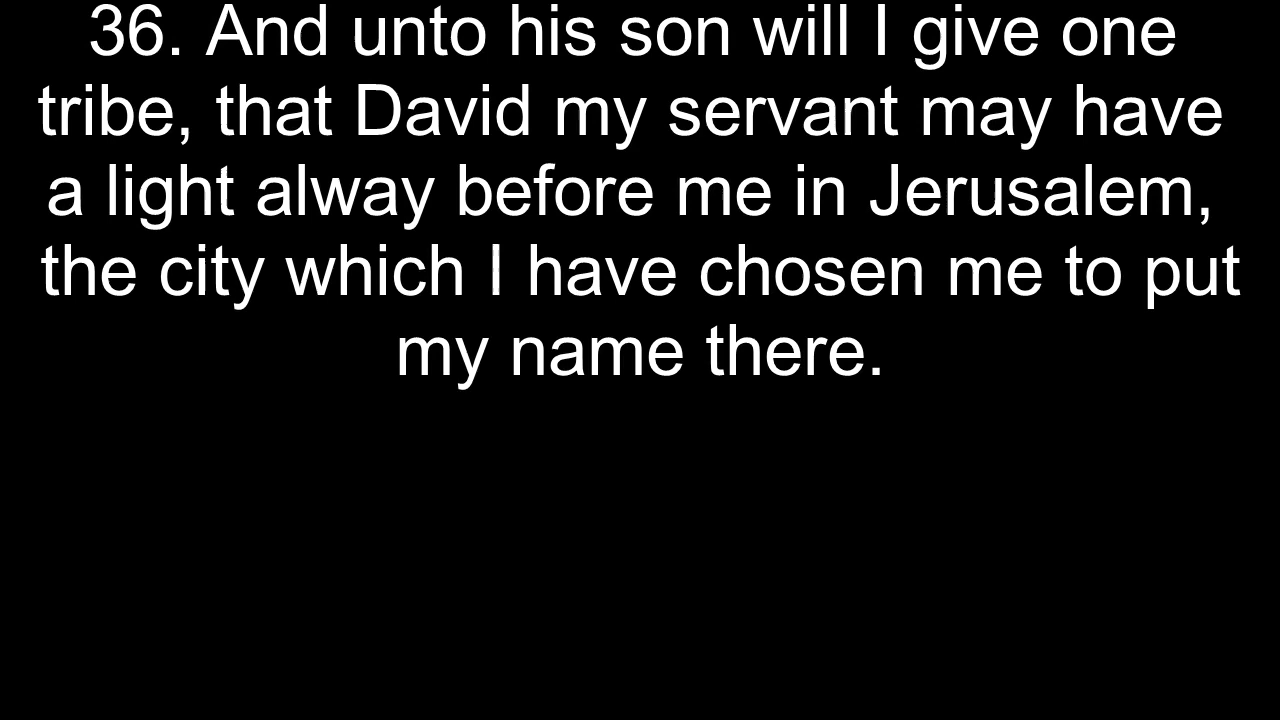 36. And unto his son will I give one
tribe, that David my servant may have
a light alway before me in Jerusalem,
the city which I have chosen me to put
my name there.